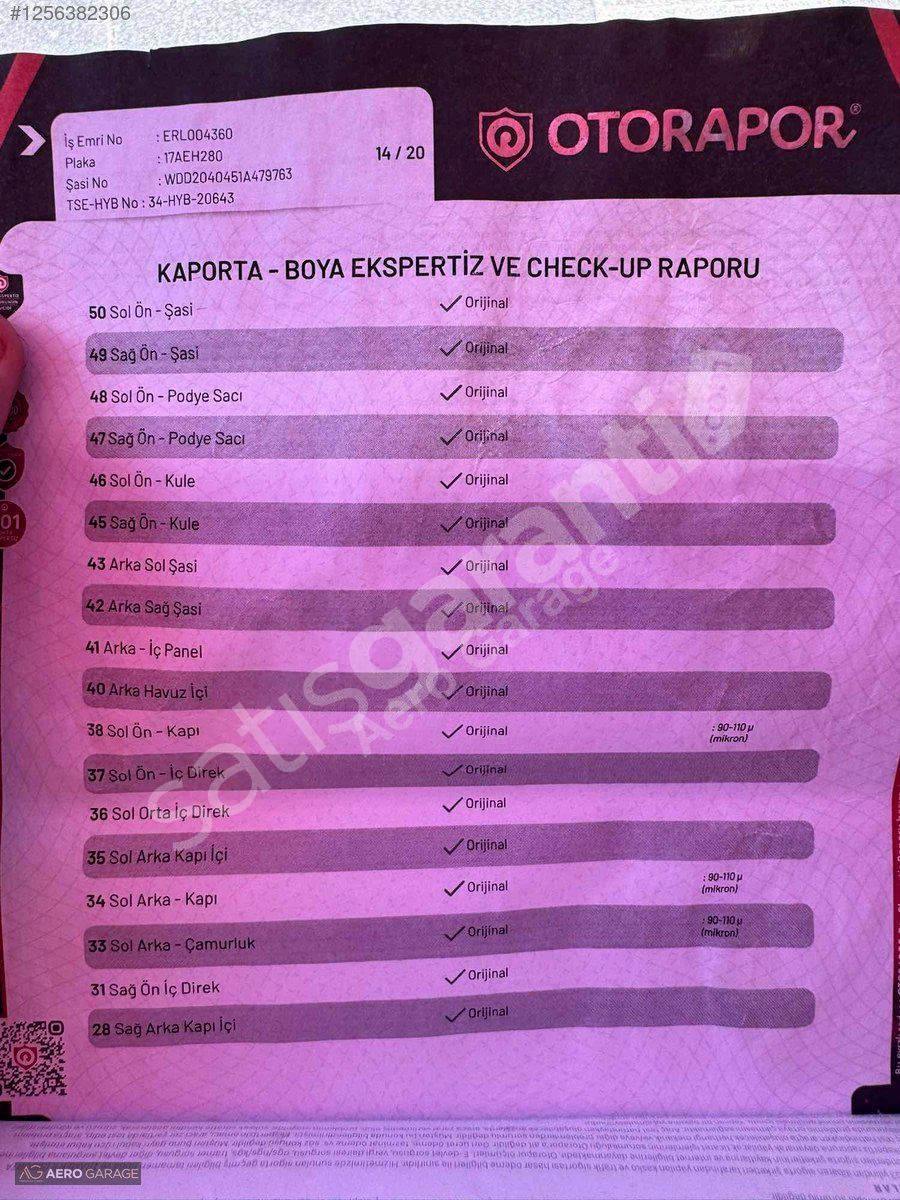 #1256382306
İş Emri No : ERL004360
Plaka : 17AEH280
Şasi No : WDD2040451A479763
TSE-HYB No : 34-HYB-20643
14 / 20
OTORAPOR®
KAPORTA - BOYA EKSPERTİZ VE CHECK-UP RAPORU
50 Sol Ön - Şasi Orijinal
49 Sağ Ön - Şasi Orijinal
48 Sol Ön - Podye Sacı Orijinal
47 Sağ Ön - Podye Sacı Orijinal
46 Sol Ön - Kule Orijinal
45 Sağ Ön - Kule Orijinal
43 Arka Sol Şasi Orijinal
42 Arka Sağ Şasi Orijinal
41 Arka - İç Panel Orijinal
40 Arka Havuz İçi Orijinal
38 Sol Ön - Kapı Orijinal : 90-110 µ
(mikron)
37 Sol Ön - İç Direk Orijinal
36 Sol Orta İç Direk Orijinal
35 Sol Arka Kapı İçi Orijinal
34 Sol Arka - Kapı Orijinal : 90-110 µ
(mikron)
33 Sol Arka - Çamurluk Orijinal : 90-110 µ
(mikron)
31 Sağ Ön İç Direk Orijinal
28 Sağ Arka Kapı İçi Orijinal
satışgaranti
Aero Garage
AG AERO GARAGE